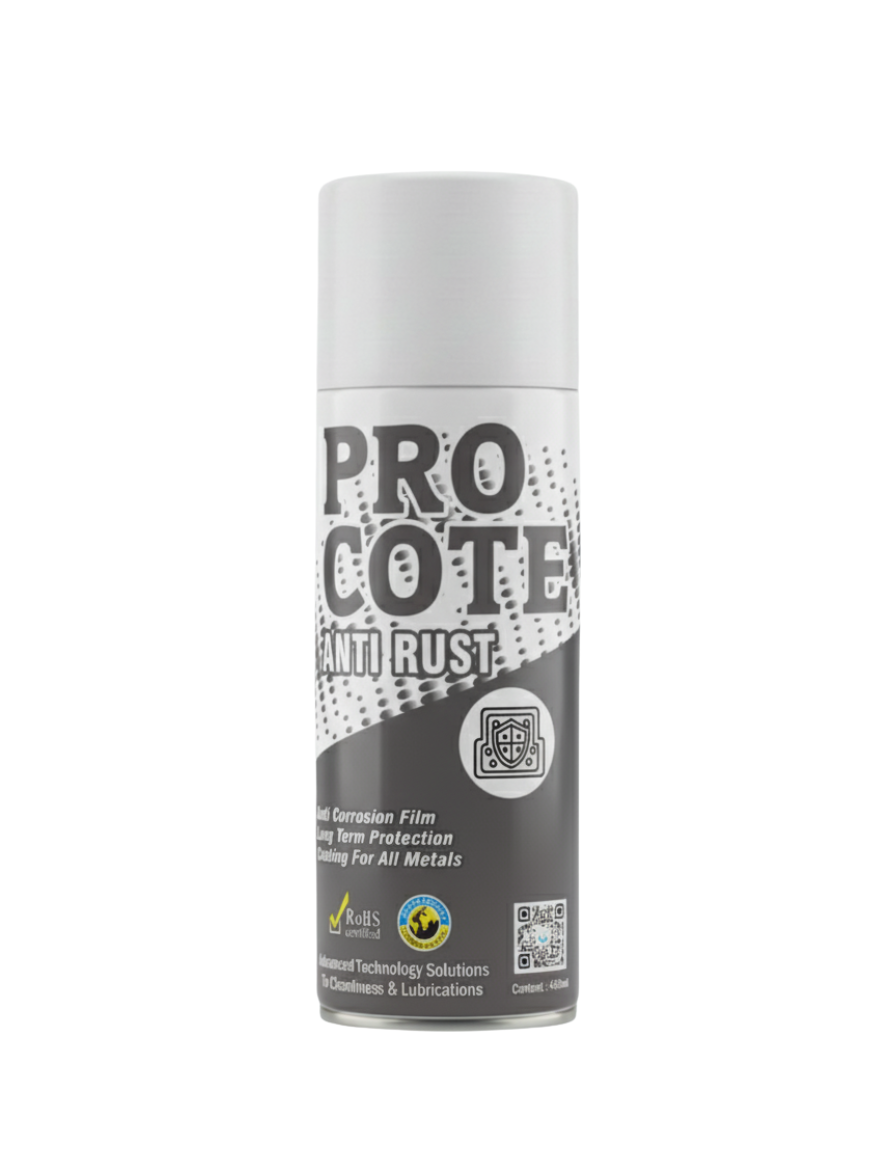 PRO
COTE
ANTI RUST
Anti Corrosion Film
Long Term Protection
Coating For All Metals
RoHS
certified
Advanced Technology Solutions
To Cleanliness & Lubrications
Content :